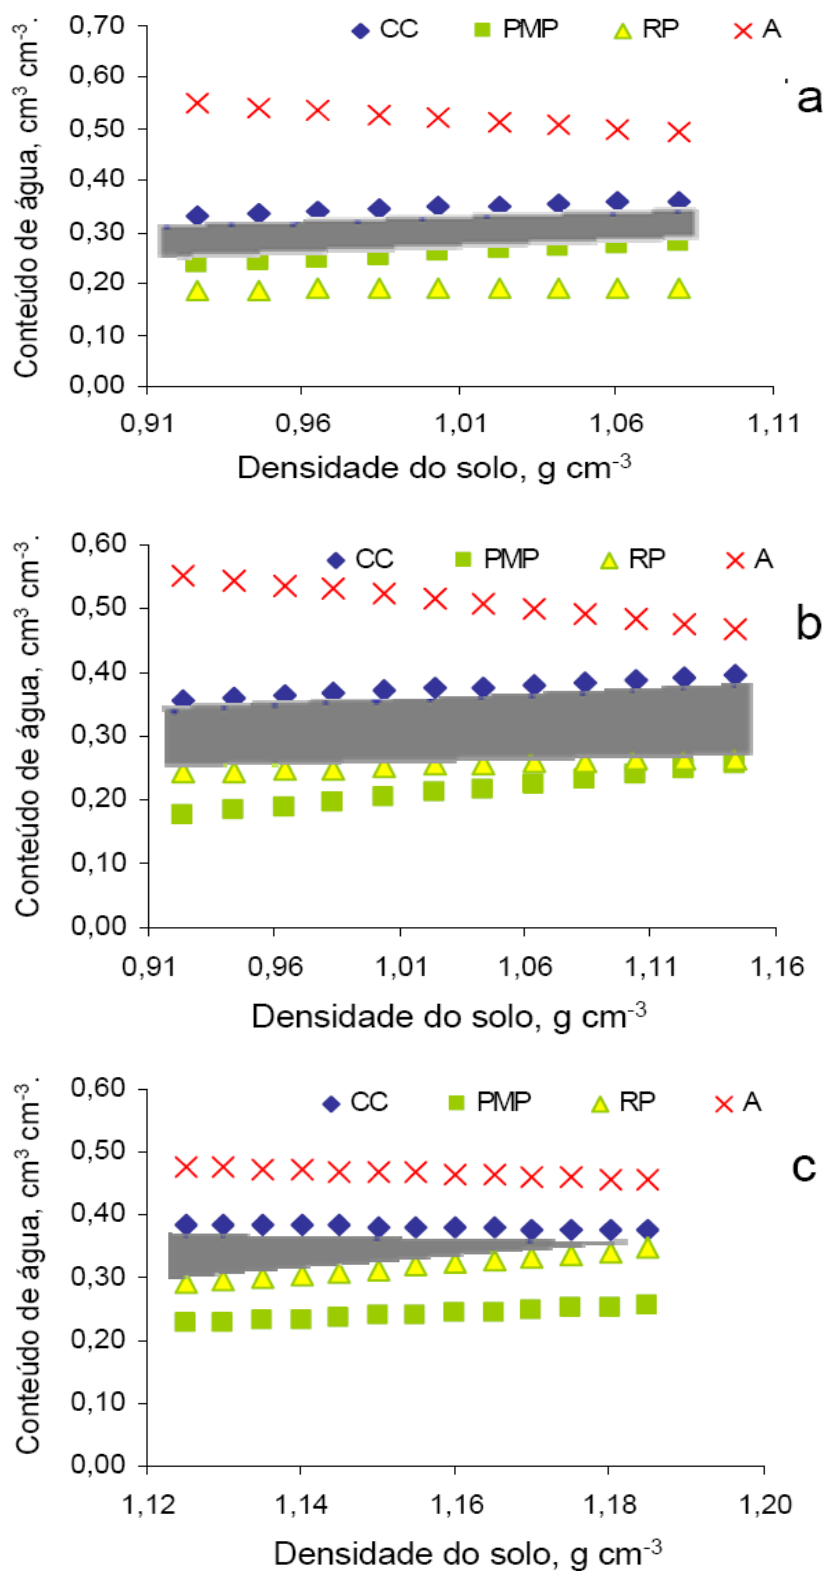 0,70
CC PMP RP A
0,60
a
0,50
0,40
0,30
0,20
0,10
0,00
Conteúdo de água, cm³ cm⁻³.
0,91 0,96 1,01 1,06 1,11
Densidade do solo, g cm⁻³
0,60
CC PMP RP A
0,50
b
0,40
0,30
0,20
0,10
0,00
Conteúdo de água, cm³ cm⁻³.
0,91 0,96 1,01 1,06 1,11 1,16
Densidade do solo, g cm⁻³
0,60
CC PMP RP A
0,50
c
0,40
0,30
0,20
0,10
0,00
Conteúdo de água, cm³ cm⁻³.
1,12 1,14 1,16 1,18 1,20
Densidade do solo, g cm⁻³